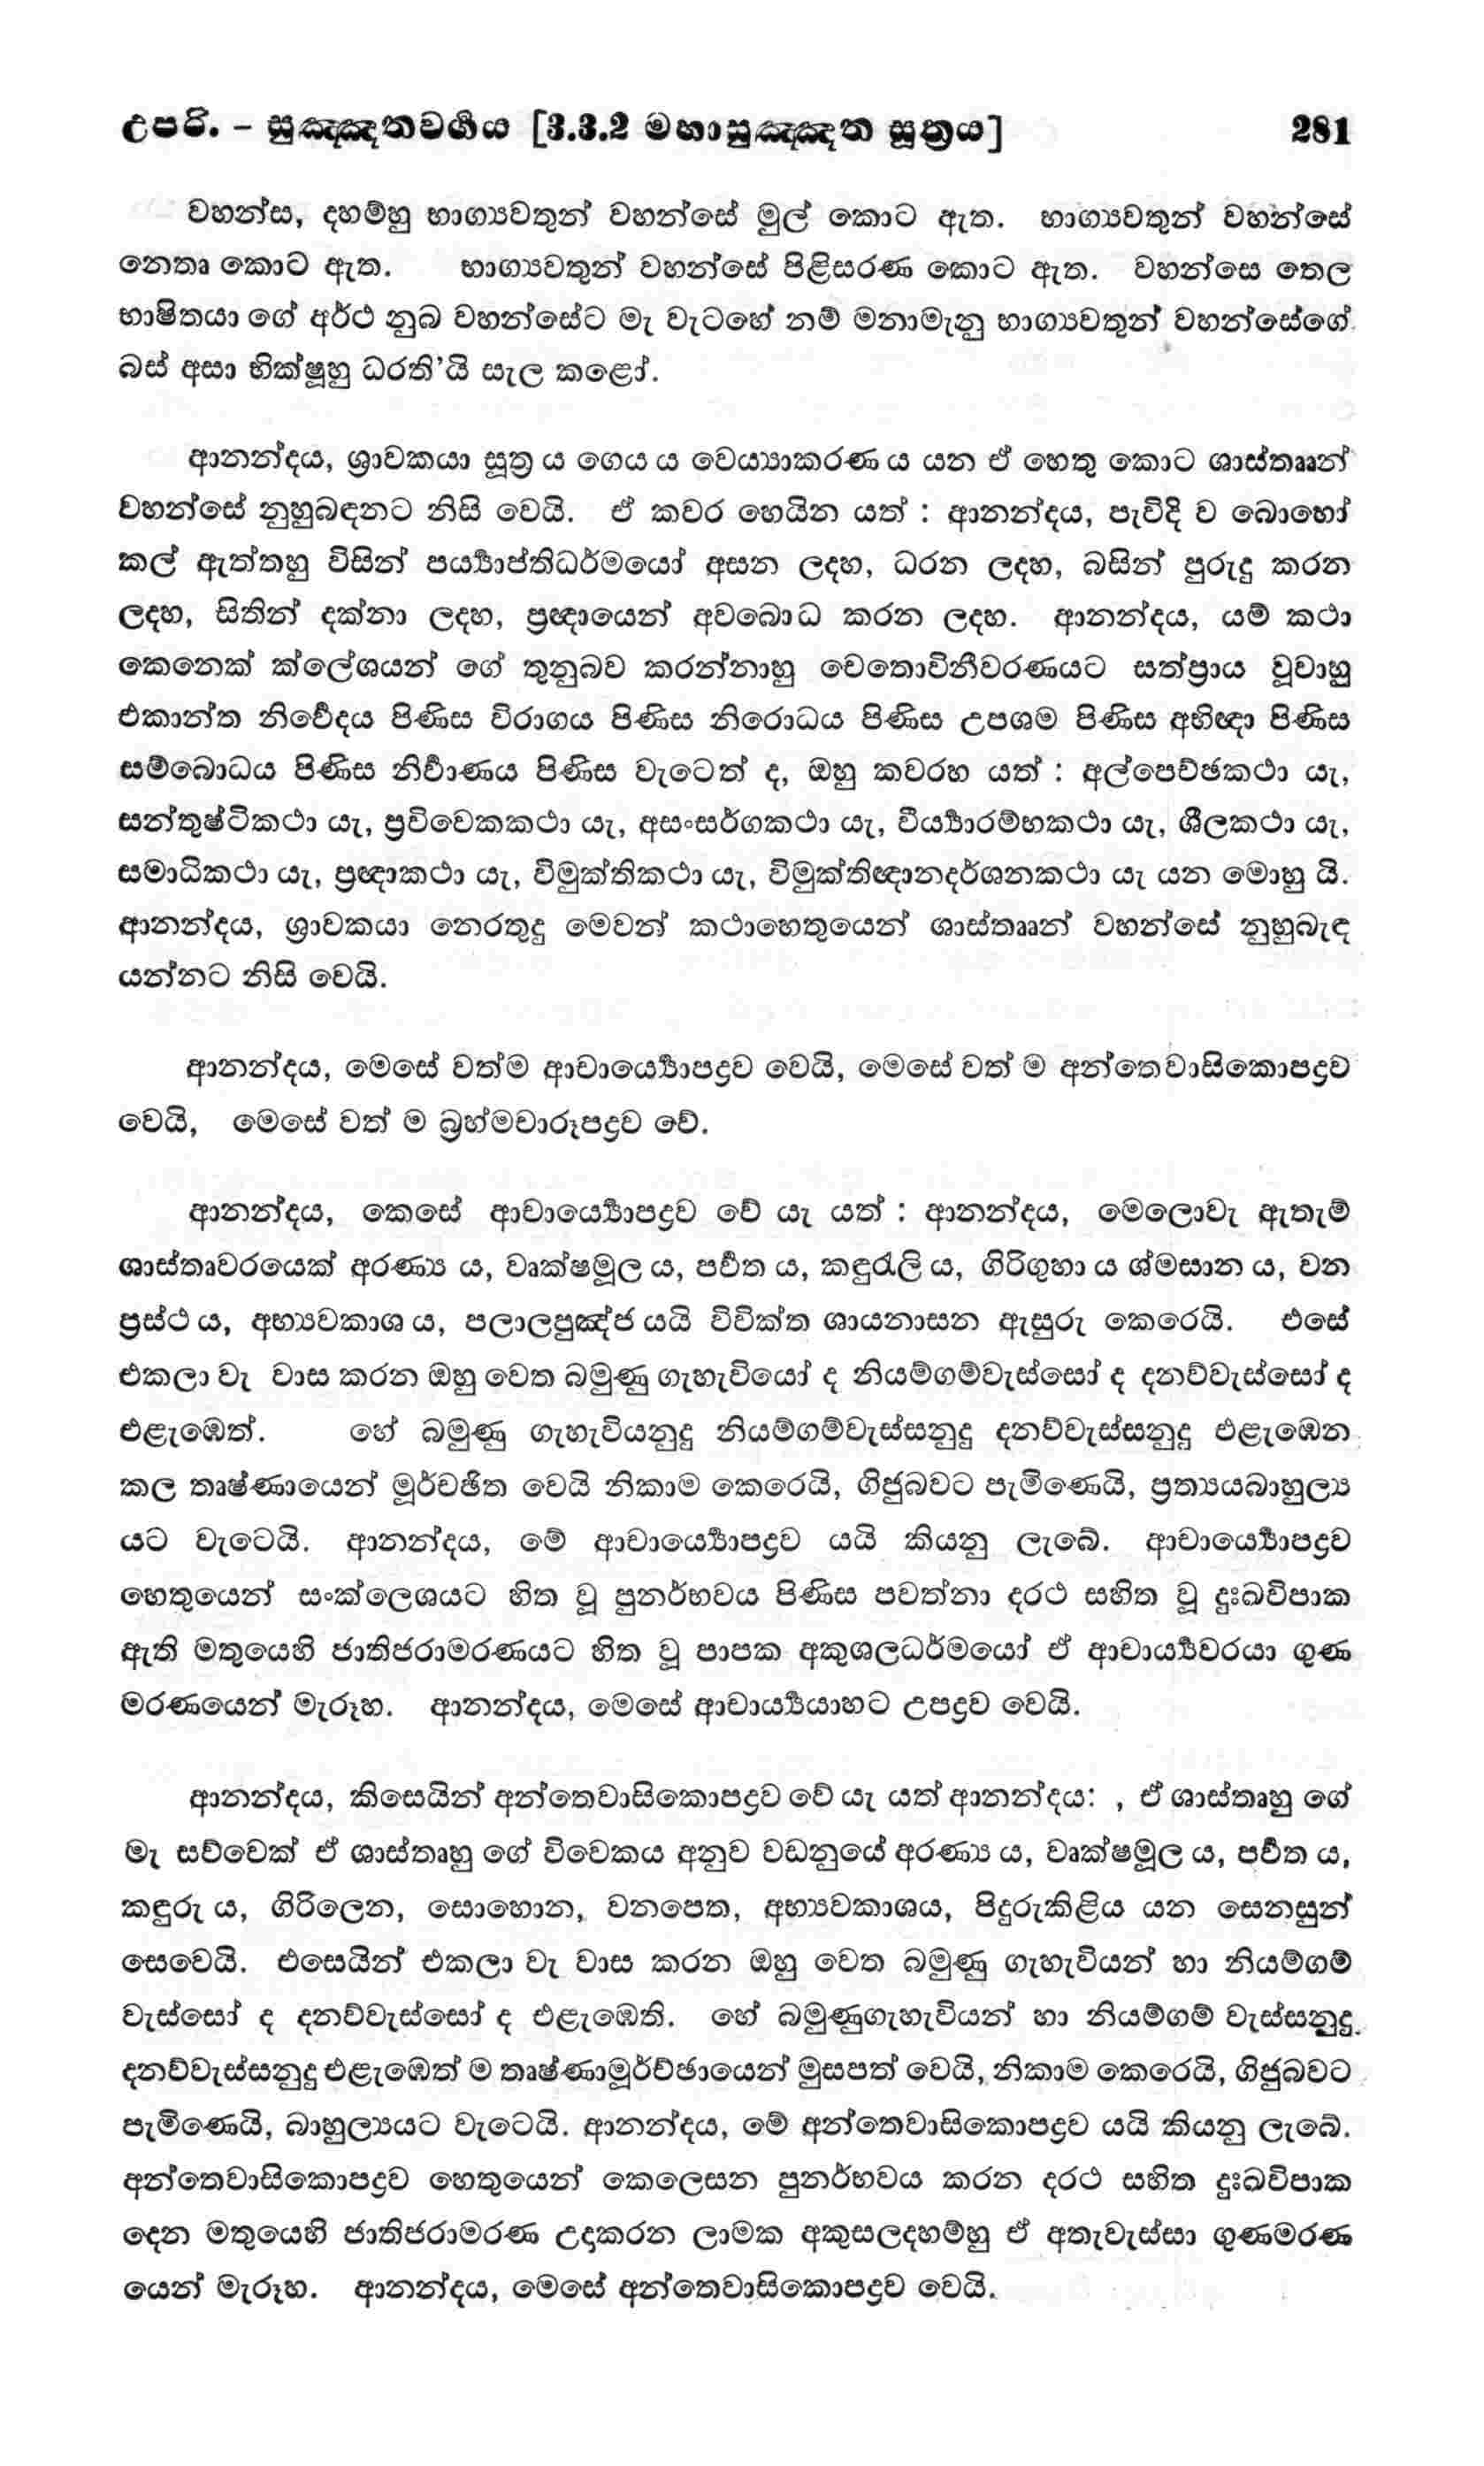 උපරි. – සුඤ්ඤතවර්‍ගය [3.3.2 මහාසුඤ්ඤත සූත්‍රය] 281
වහන්ස, දහම්හු භාග්‍යවතුන් වහන්සේ මුල් කොට ඇත. භාග්‍යවතුන් වහන්සේ
නෙතෘ කොට ඇත. භාග්‍යවතුන් වහන්සේ පිළිසරණ කොට ඇත. වහන්සෙ තෙල
භාෂිතයා ගේ අර්ථ නුබ වහන්සේට මැ වැටහේ නම් මනාමැනු භාග්‍යවතුන් වහන්සේගේ
බස් අසා භික්ෂූහු ධරති’යි සැල කළෝ.
ආනන්දය, ශ්‍රාවකයා සූත්‍ර ය ගෙය ය වෙය්‍යාකරණ ය යන ඒ හෙතු කොට ශාස්තෲන්
වහන්සේ නුහුබඳනට නිසි වෙයි. ඒ කවර හෙයින යත් : ආනන්දය, පැවිදි ව බොහෝ
කල් ඇත්තහු විසින් පර්‍ය්‍යාප්තිධර්මයෝ අසන ලදහ, ධරන ලදහ, බසින් පුරුදු කරන
ලදහ, සිතින් දක්නා ලදහ, ප්‍රඥායෙන් අවබොධ කරන ලදහ. ආනන්දය, යම් කථා
කෙනෙක් ක්ලේශයන් ගේ තුනුබව කරන්නාහු චෙතොවිනීවරණයට සත්ප්‍රාය වූවාහු
එකාන්ත නිර්‍වෙදය පිණිස විරාගය පිණිස නිරොධය පිණිස උපශම පිණිස අභිඥා පිණිස
සම්බොධය පිණිස නිර්‍වාණය පිණිස වැටෙත් ද, ඔහු කවරහ යත් : අල්පෙච්ඡකථා යැ,
සන්තුෂ්ටිකථා යැ, ප්‍රවිවෙකකථා යැ, අසංසර්ගකථා යැ, වීර්‍ය්‍යාරම්භකථා යැ, ශීලකථා යැ,
සමාධිකථා යැ, ප්‍රඥාකථා යැ, විමුක්තිකථා යැ, විමුක්තිඥානදර්ශනකථා යැ යන මොහු යි.
ආනන්දය, ශ්‍රාවකයා නෙරතුදු මෙවන් කථාහෙතුයෙන් ශාස්තෲන් වහන්සේ නුහුබැඳ
යන්නට නිසි වෙයි.
ආනන්දය, මෙසේ වත්ම ආචාර්‍ය්‍යොපද්‍රව වෙයි, මෙසේ වත් ම අන්තෙවාසිකොපද්‍රව
වෙයි, මෙසේ වත් ම බ්‍රහ්මචාරූපද්‍රව වේ.
ආනන්දය, කෙසේ ආචාර්‍ය්‍යොපද්‍රව වේ යැ යත් : ආනන්දය, මෙලොවැ ඇතැම්
ශාස්තෘවරයෙක් අරණ්‍ය ය, වෘක්ෂමූල ය, පර්‍වත ය, කඳුරැලි ය, ගිරිගුහා ය ශ්මසාන ය, වන
ප්‍රස්ථ ය, අභ්‍යවකාශ ය, පලාලපුඤ්ජ යයි විවික්ත ශායනාසන ඇසුරු කෙරෙයි. එසේ
එකලා වැ වාස කරන ඔහු වෙත බමුණු ගැහැවියෝ ද නියම්ගම්වැස්සෝ ද දනව්වැස්සෝ ද
එළැඹෙත්. හේ බමුණු ගැහැවියනුදු නියම්ගම්වැස්සනුදු දනව්වැස්සනුදු එළැඹෙන
කල තෘෂ්ණායෙන් මූර්චඡිත වෙයි නිකාම කෙරෙයි, ගිජුබවට පැමිණෙයි, ප්‍රත්‍යයබාහුල්‍ය
යට වැටෙයි. ආනන්දය, මේ ආචාර්‍ය්‍යොපද්‍රව යයි කියනු ලැබේ. ආචාර්‍ය්‍යොපද්‍රව
හෙතුයෙන් සංක්ලෙශයට හිත වූ පුනර්භවය පිණිස පවත්නා දරථ සහිත වූ දුඃඛවිපාක
ඇති මතුයෙහි ජාතිජරාමරණයට හිත වූ පාපක අකුශලධර්මයෝ ඒ ආචාර්‍ය්‍යවරයා ගුණ
මරණයෙන් මැරූහ. ආනන්දය, මෙසේ ආචාර්‍ය්‍යයාහට උපද්‍රව වෙයි.
ආනන්දය, කිසෙයින් අන්තෙවාසිකොපද්‍රව වේ යැ යත් ආනන්දය: , ඒ ශාස්තෘහු ගේ
මැ සව්වෙක් ඒ ශාස්තෘහු ගේ විවෙකය අනුව වඩනුයේ අරණ්‍ය ය, වෘක්ෂමූල ය, පර්‍වත ය,
කඳුරු ය, ගිරිලෙන, සොහොන, වනපෙත, අභ්‍යවකාශය, පිදුරුකිළිය යන සෙනසුන්
සෙවෙයි. එසෙයින් එකලා වැ වාස කරන ඔහු වෙත බමුණු ගැහැවියන් හා නියම්ගම්
වැස්සෝ ද දනව්වැස්සෝ ද එළැඹෙති. හේ බමුණුගැහැවියන් හා නියම්ගම් වැස්සනුදු
දනව්වැස්සනුදු එළැඹෙත් ම තෘෂ්ණාමූර්ච්ඡායෙන් මුසපත් වෙයි, නිකාම කෙරෙයි, ගිජුබවට
පැමිණෙයි, බාහුල්‍යයට වැටෙයි. ආනන්දය, මේ අන්තෙවාසිකොපද්‍රව යයි කියනු ලැබේ.
අන්තෙවාසිකොපද්‍රව හෙතුයෙන් කෙලෙසන පුනර්භවය කරන දරථ සහිත දුඃඛවිපාක
දෙන මතුයෙහි ජාතිජරාමරණ උදකරන ලාමක අකුසලදහම්හු ඒ අතැවැස්සා ගුණමරණ
යෙන් මැරූහ. ආනන්දය, මෙසේ අන්තෙවාසිකොපද්‍රව වෙයි.